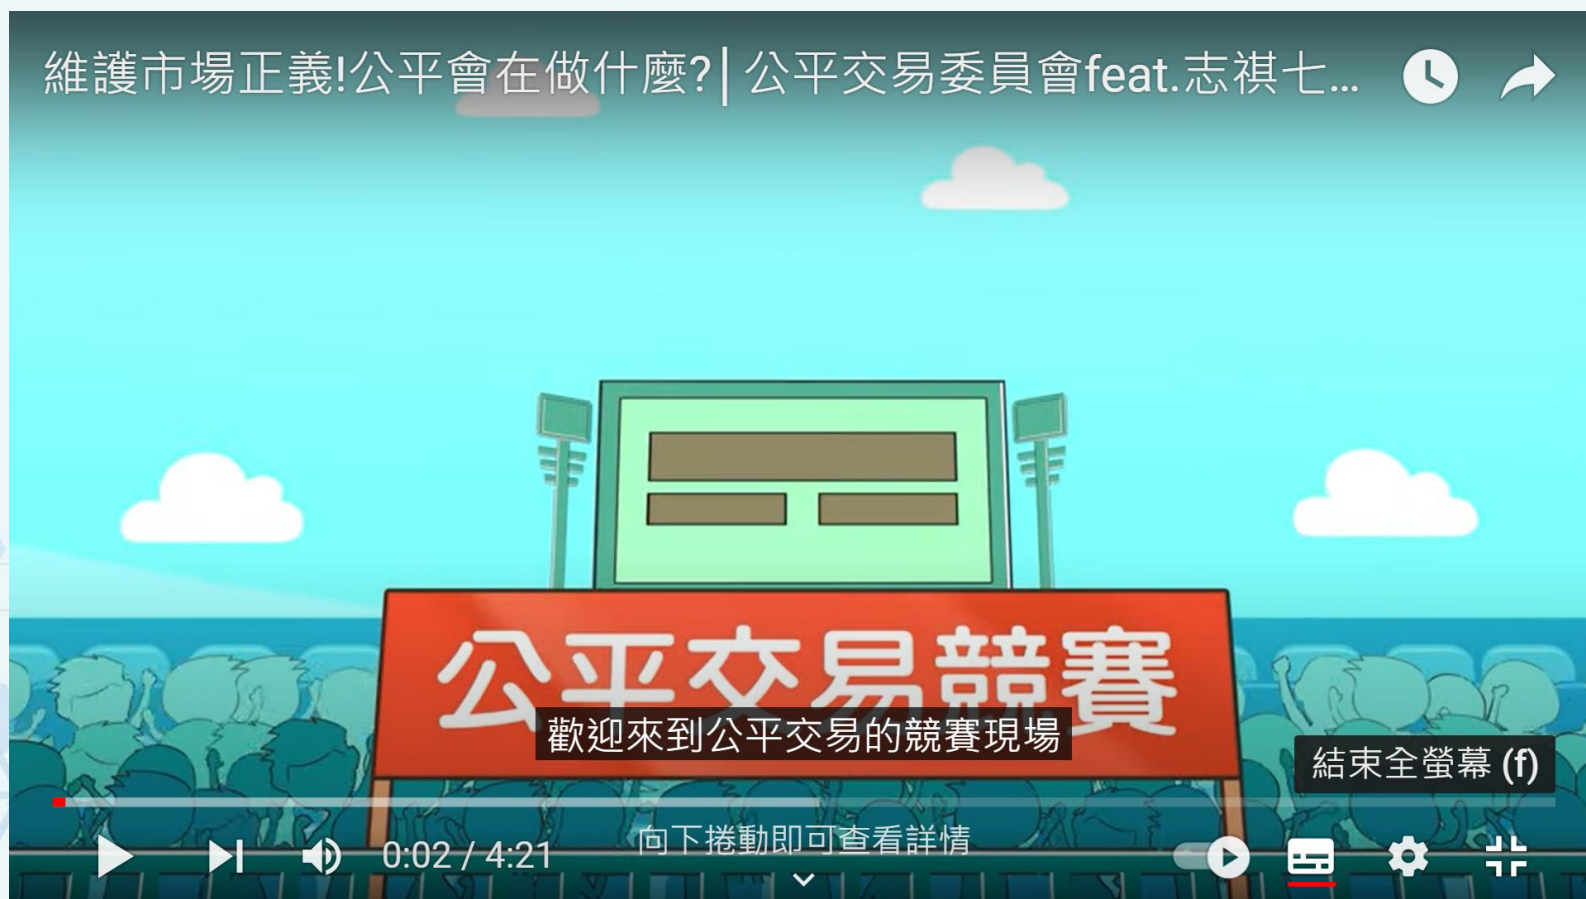 維護市場正義!公平會在做什麼?│公平交易委員會feat.志祺七...
公平交易競賽
歡迎來到公平交易的競賽現場
結束全螢幕 (f)
向下捲動即可查看詳情
0:02 / 4:21